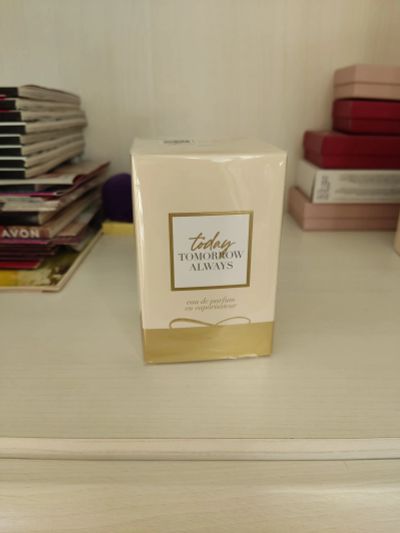 today
TOMORROW
ALWAYS
eau de parfum
en vaporisateur
AVON